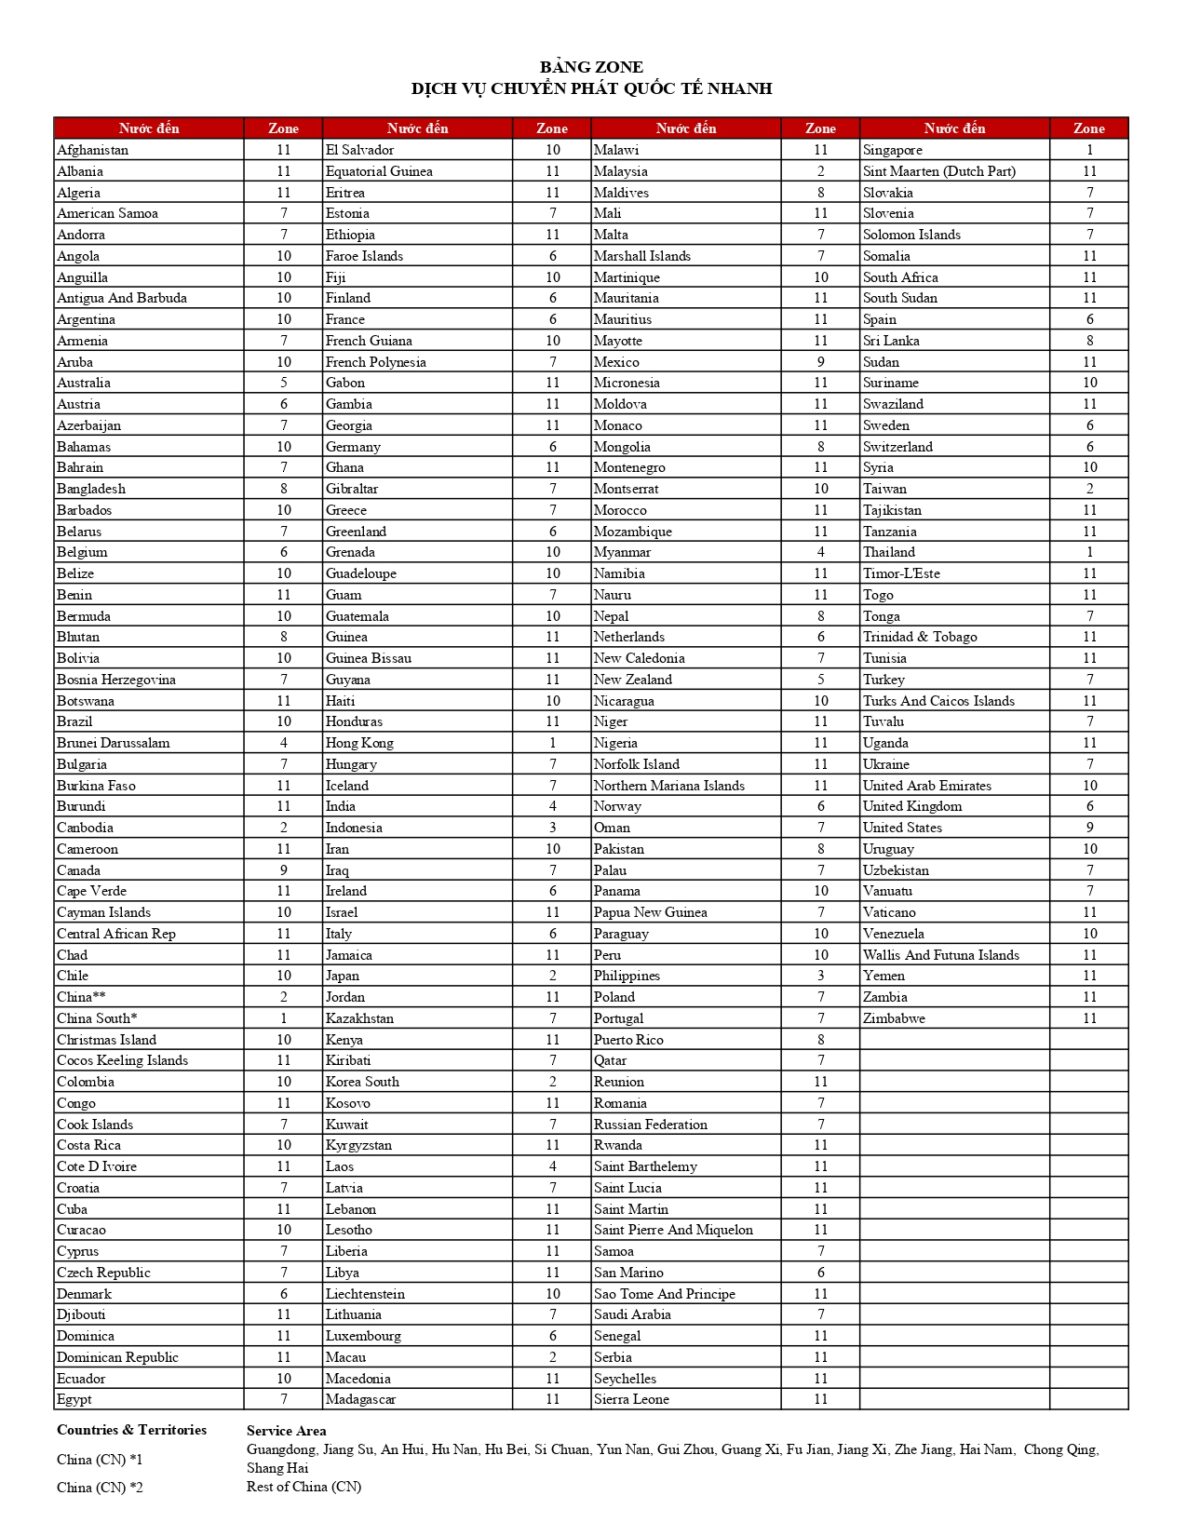 BẢNG ZONE
DỊCH VỤ CHUYỂN PHÁT QUỐC TẾ NHANH
Nước đến Zone Nước đến Zone Nước đến Zone Nước đến Zone
Afghanistan 11 El Salvador 10 Malawi 11 Singapore 1
Albania 11 Equatorial Guinea 11 Malaysia 2 Sint Maarten (Dutch Part) 11
Algeria 11 Eritrea 11 Maldives 8 Slovakia 7
American Samoa 7 Estonia 7 Mali 11 Slovenia 7
Andorra 7 Ethiopia 11 Malta 7 Solomon Islands 7
Angola 10 Faroe Islands 6 Marshall Islands 7 Somalia 11
Anguilla 10 Fiji 10 Martinique 10 South Africa 11
Antigua And Barbuda 10 Finland 6 Mauritania 11 South Sudan 11
Argentina 10 France 6 Mauritius 11 Spain 6
Armenia 7 French Guiana 10 Mayotte 11 Sri Lanka 8
Aruba 10 French Polynesia 7 Mexico 9 Sudan 11
Australia 5 Gabon 11 Micronesia 11 Suriname 10
Austria 6 Gambia 11 Moldova 11 Swaziland 11
Azerbaijan 7 Georgia 11 Monaco 11 Sweden 6
Bahamas 10 Germany 6 Mongolia 8 Switzerland 6
Bahrain 7 Ghana 11 Montenegro 11 Syria 10
Bangladesh 8 Gibraltar 7 Montserrat 10 Taiwan 2
Barbados 10 Greece 7 Morocco 11 Tajikistan 11
Belarus 7 Greenland 6 Mozambique 11 Tanzania 11
Belgium 6 Grenada 10 Myanmar 4 Thailand 1
Belize 10 Guadeloupe 10 Namibia 11 Timor-L'Este 11
Benin 11 Guam 7 Nauru 11 Togo 11
Bermuda 10 Guatemala 10 Nepal 8 Tonga 7
Bhutan 8 Guinea 11 Netherlands 6 Trinidad & Tobago 11
Bolivia 10 Guinea Bissau 11 New Caledonia 7 Tunisia 11
Bosnia Herzegovina 7 Guyana 11 New Zealand 5 Turkey 7
Botswana 11 Haiti 10 Nicaragua 10 Turks And Caicos Islands 11
Brazil 10 Honduras 11 Niger 11 Tuvalu 7
Brunei Darussalam 4 Hong Kong 1 Nigeria 11 Uganda 11
Bulgaria 7 Hungary 7 Norfolk Island 11 Ukraine 7
Burkina Faso 11 Iceland 7 Northern Mariana Islands 11 United Arab Emirates 10
Burundi 11 India 4 Norway 6 United Kingdom 6
Canbodia 2 Indonesia 3 Oman 7 United States 9
Cameroon 11 Iran 10 Pakistan 8 Uruguay 10
Canada 9 Iraq 7 Palau 7 Uzbekistan 7
Cape Verde 11 Ireland 6 Panama 10 Vanuatu 7
Cayman Islands 10 Israel 11 Papua New Guinea 7 Vaticano 11
Central African Rep 11 Italy 6 Paraguay 10 Venezuela 10
Chad 11 Jamaica 11 Peru 10 Wallis And Futuna Islands 11
Chile 10 Japan 2 Philippines 3 Yemen 11
China** 2 Jordan 11 Poland 7 Zambia 11
China South* 1 Kazakhstan 7 Portugal 7 Zimbabwe 11
Christmas Island 10 Kenya 11 Puerto Rico 8
Cocos Keeling Islands 11 Kiribati 7 Qatar 7
Colombia 10 Korea South 2 Reunion 11
Congo 11 Kosovo 11 Romania 7
Cook Islands 7 Kuwait 7 Russian Federation 7
Costa Rica 10 Kyrgyzstan 11 Rwanda 11
Cote D Ivoire 11 Laos 4 Saint Barthelemy 11
Croatia 7 Latvia 7 Saint Lucia 11
Cuba 11 Lebanon 11 Saint Martin 11
Curacao 10 Lesotho 11 Saint Pierre And Miquelon 11
Cyprus 7 Liberia 11 Samoa 7
Czech Republic 7 Libya 11 San Marino 6
Denmark 6 Liechtenstein 10 Sao Tome And Principe 11
Djibouti 11 Lithuania 7 Saudi Arabia 7
Dominica 11 Luxembourg 6 Senegal 11
Dominican Republic 11 Macau 2 Serbia 11
Ecuador 10 Macedonia 11 Seychelles 11
Egypt 7 Madagascar 11 Sierra Leone 11
Countries & Territories Service Area
China (CN) *1 Guangdong, Jiang Su, An Hui, Hu Nan, Hu Bei, Si Chuan, Yun Nan, Gui Zhou, Guang Xi, Fu Jian, Jiang Xi, Zhe Jiang, Hai Nam, Chong Qing,
Shang Hai
China (CN) *2 Rest of China (CN)